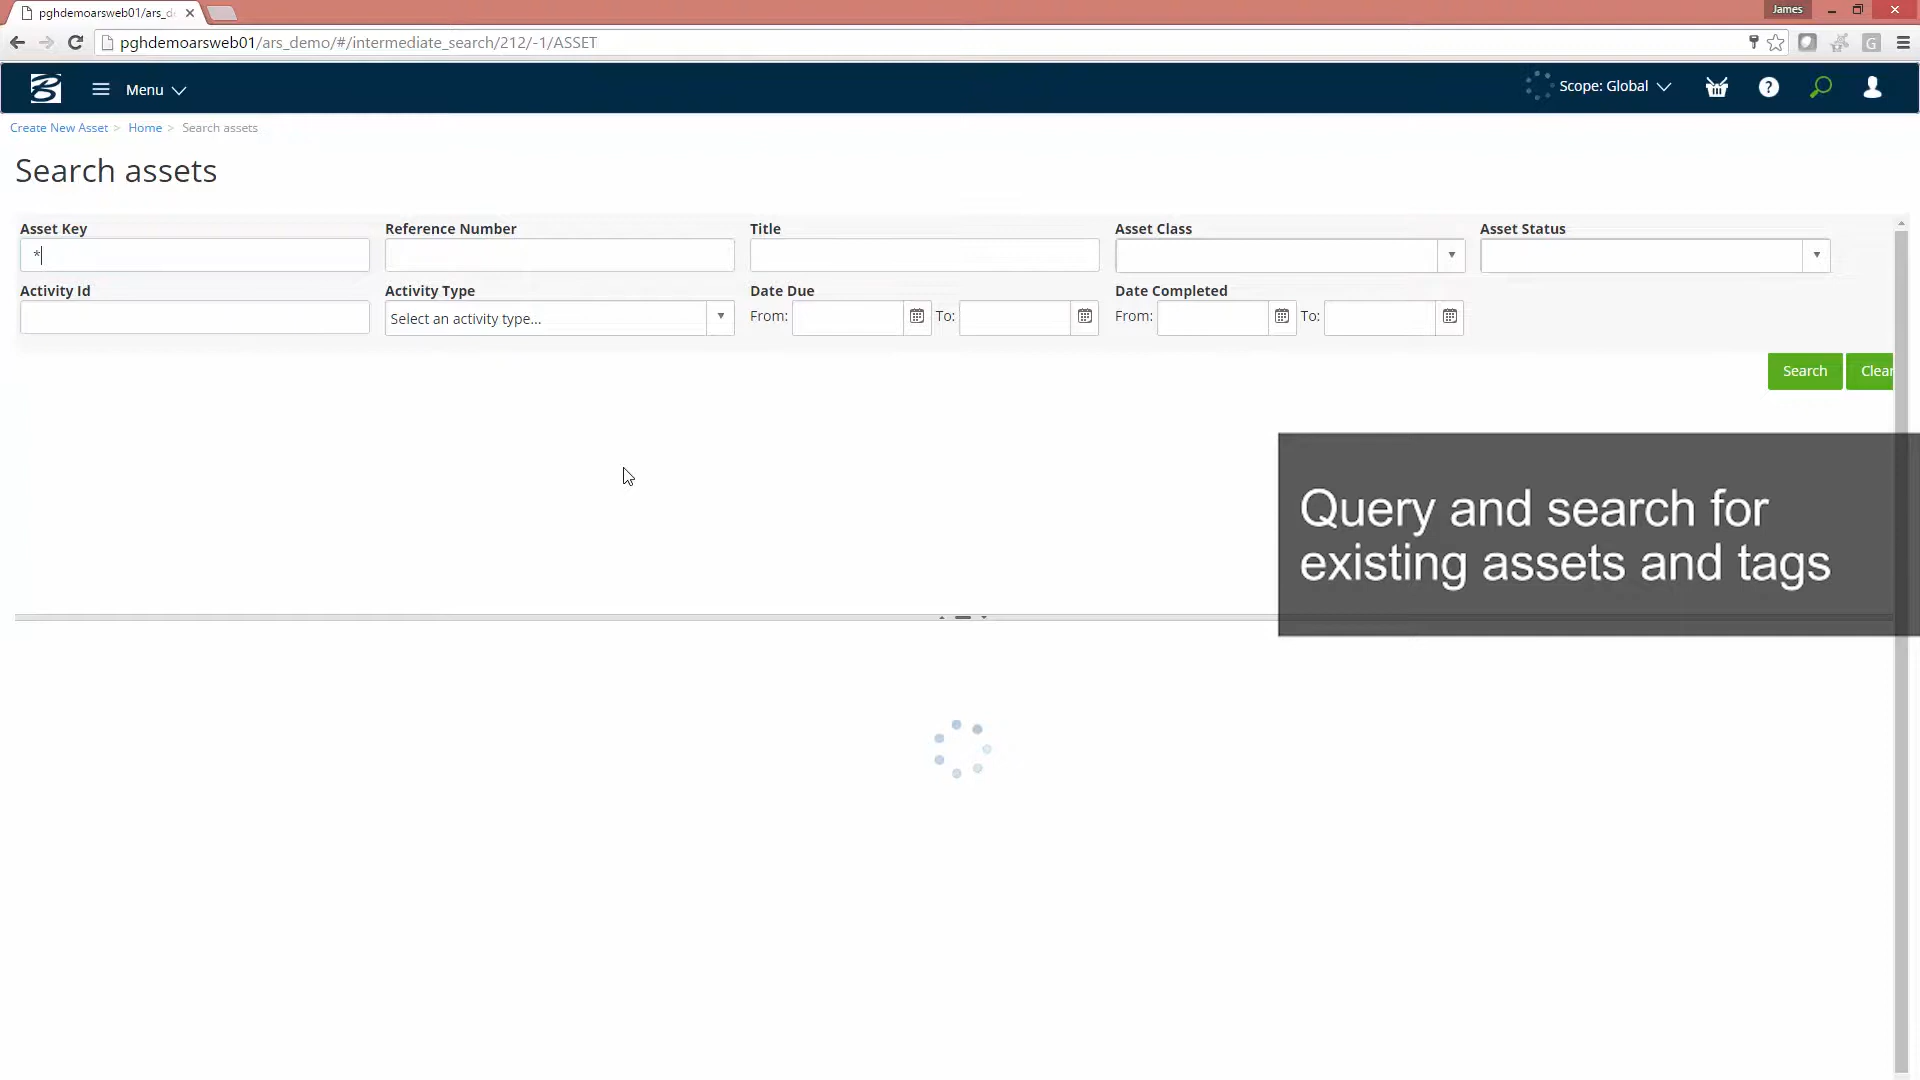 pghdemoarsweb01/ars_d
James
pghdemoarsweb01/ars_demo/#/intermediate_search/212/-1/ASSET
Menu
Scope: Global
Create New Asset > Home > Search assets
Search assets
Asset Key
Reference Number
Title
Asset Class
Asset Status
*
Activity Id
Activity Type
Date Due
Date Completed
Select an activity type...
From:
To:
From:
To:
Search
Clear
Query and search for
existing assets and tags